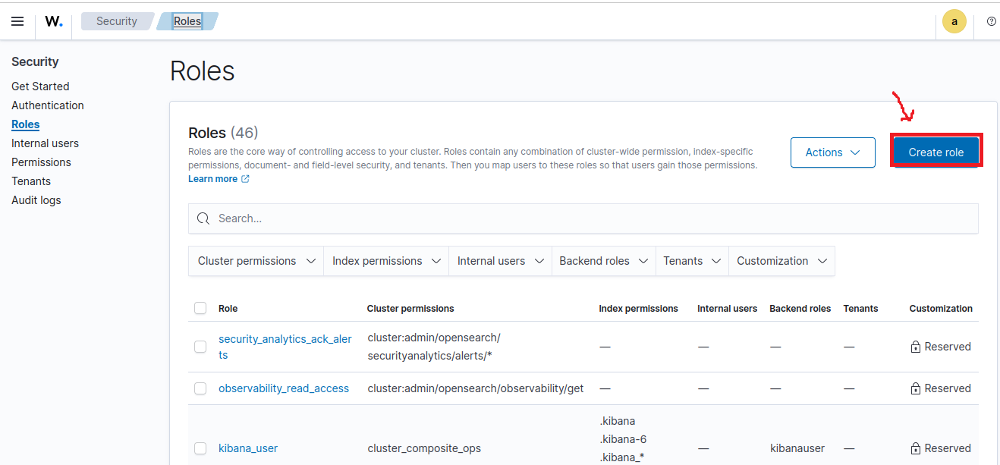 W.
Security
Roles
a
Security
Get Started
Authentication
Roles
Internal users
Permissions
Tenants
Audit logs
Roles
Roles (46)
Roles are the core way of controlling access to your cluster. Roles contain any combination of cluster-wide permission, index-specific
permissions, document- and field-level security, and tenants. Then you map users to these roles so that users gain those permissions.
Learn more
Actions
Create role
Search...
Cluster permissions
Index permissions
Internal users
Backend roles
Tenants
Customization
Role Cluster permissions Index permissions Internal users Backend roles Tenants Customization
security_analytics_ack_aler
ts
cluster:admin/opensearch/
securityanalytics/alerts/*
— — — — Reserved
observability_read_access cluster:admin/opensearch/observability/get — — — — Reserved
.kibana
.kibana-6
.kibana_*
kibana_user cluster_composite_ops — kibanauser — Reserved